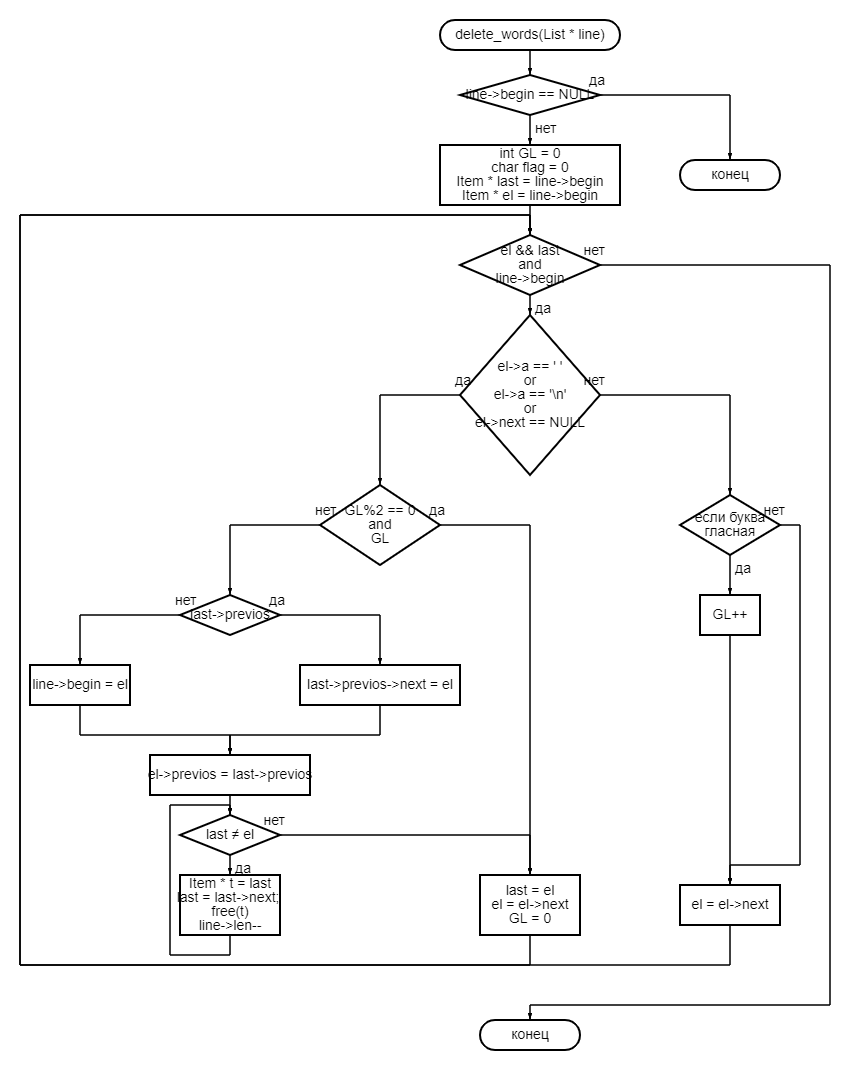 delete_words(List * line)
line->begin == NULL
да
нет
int GL = 0
char flag = 0
Item * last = line->begin
Item * el = line->begin
конец
el && last
and
line->begin
нет
да
el->a == ' '
or
el->a == '\n'
or
el->next == NULL
да
нет
GL%2 == 0
and
GL
нет
да
если буква
гласная
нет
да
last->previos
нет
да
GL++
line->begin = el
last->previos->next = el
el->previos = last->previos
last ≠ el
нет
да
Item * t = last
last = last->next;
free(t)
line->len--
last = el
el = el->next
GL = 0
el = el->next
конец